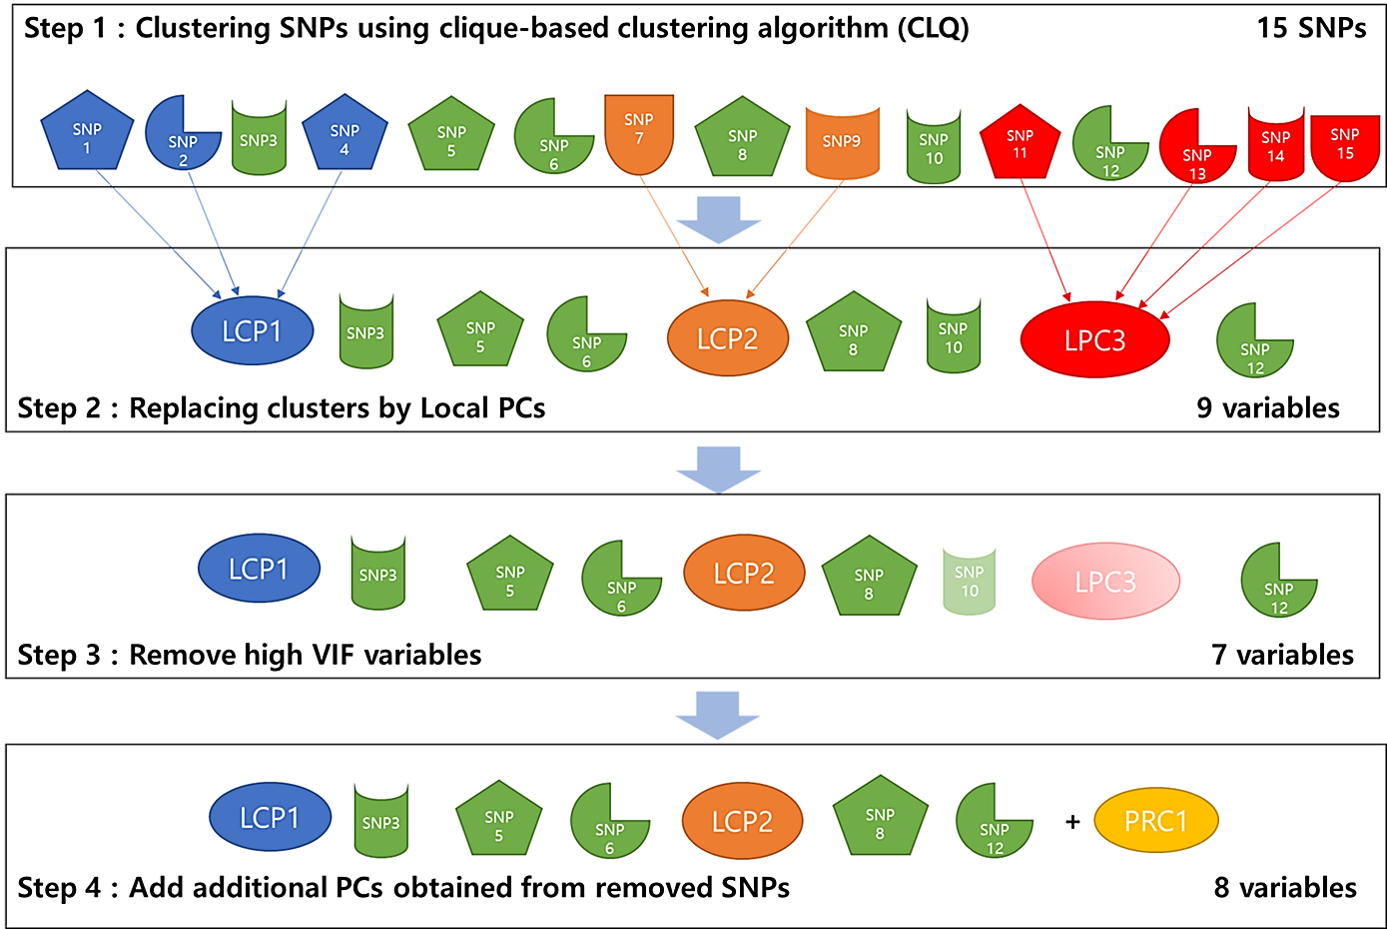 Step 1 : Clustering SNPs using clique-based clustering algorithm (CLQ)
15 SNPs
SNP
1
SNP
2
SNP3
SNP
4
SNP
5
SNP
6
SNP
7
SNP
8
SNP9
SNP
10
SNP
11
SNP
12
SNP
13
SNP
14
SNP
15
LCP1
SNP3
SNP
5
SNP
6
LCP2
SNP
8
SNP
10
LPC3
SNP
12
Step 2 : Replacing clusters by Local PCs
9 variables
LCP1
SNP3
SNP
5
SNP
6
LCP2
SNP
8
SNP
10
LPC3
SNP
12
Step 3 : Remove high VIF variables
7 variables
LCP1
SNP3
SNP
5
SNP
6
LCP2
SNP
8
SNP
12
+
PRC1
Step 4 : Add additional PCs obtained from removed SNPs
8 variables